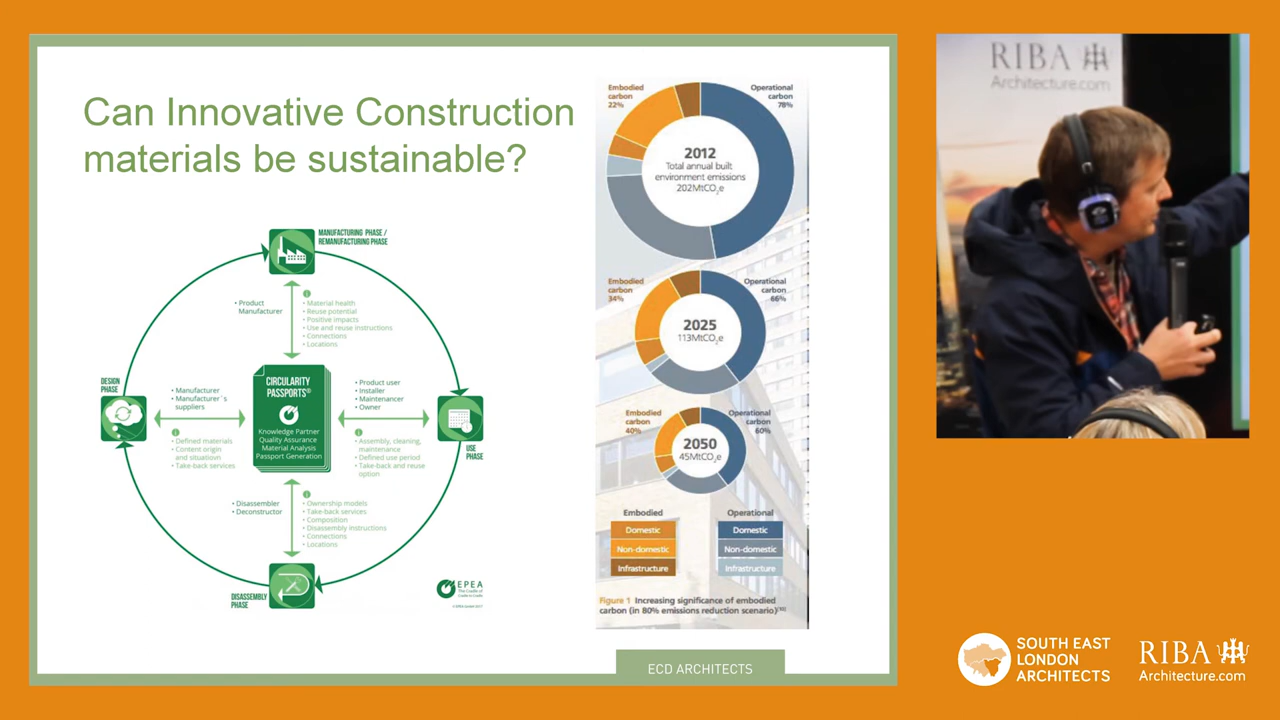 Can Innovative Construction
materials be sustainable?
MANUFACTURING PHASE /
REMANUFACTURING PHASE
• Product
Manufacturer
• Material health
• Reuse potential
• Positive impacts
• Use and reuse instructions
• Connections
• Locations
DESIGN
PHASE
• Manufacturer
• Manufacturer´s
suppliers
• Defined materials
• Content origin
and situatiovn
• Take-back services
CIRCULARITY
PASSPORTS®
Knowledge Partner
Quality Assurance
Material Analysis
Passport Generation
• Product user
• Installer
• Maintenancer
• Owner
• Assembly, cleaning,
maintenance
• Defined use period
• Take-back and reuse
option
USE
PHASE
• Disassembler
• Deconstructor
• Ownership models
• Take-back services
• Composition
• Disassembly instructions
• Connections
• Locations
DISASSEMBLY
PHASE
EPEA
The Cradle of
Cradle to Cradle
Embodied
carbon
22%
Operational
carbon
78%
2012
Total annual built
environment emissions
202MtCO₂e
Embodied
carbon
34%
Operational
carbon
66%
2025
113MtCO₂e
Embodied
carbon
40%
Operational
carbon
60%
2050
45MtCO₂e
Embodied
Domestic
Non-domestic
Infrastructure
Operational
Domestic
Non-domestic
Infrastructure
Figure 1 Increasing significance of embodied
carbon (in 80% emissions reduction scenario)
ECD ARCHITECTS
RIBA
Architecture.com
SOUTH EAST
LONDON
ARCHITECTS
RIBA
Architecture.com